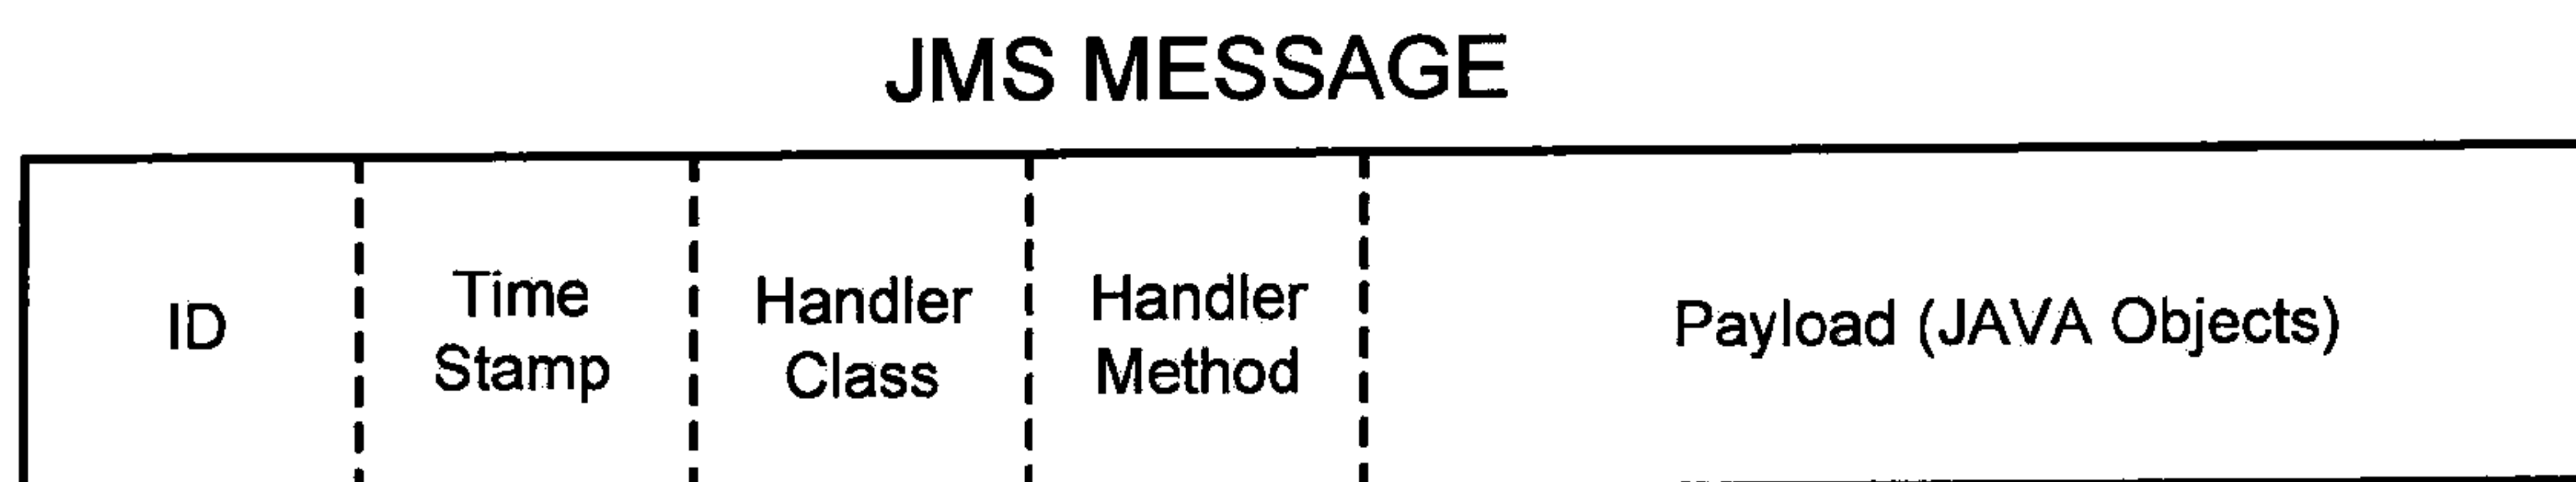 JMS MESSAGE
ID
Time
Stamp
Handler
Class
Handler
Method
Payload (JAVA Objects)